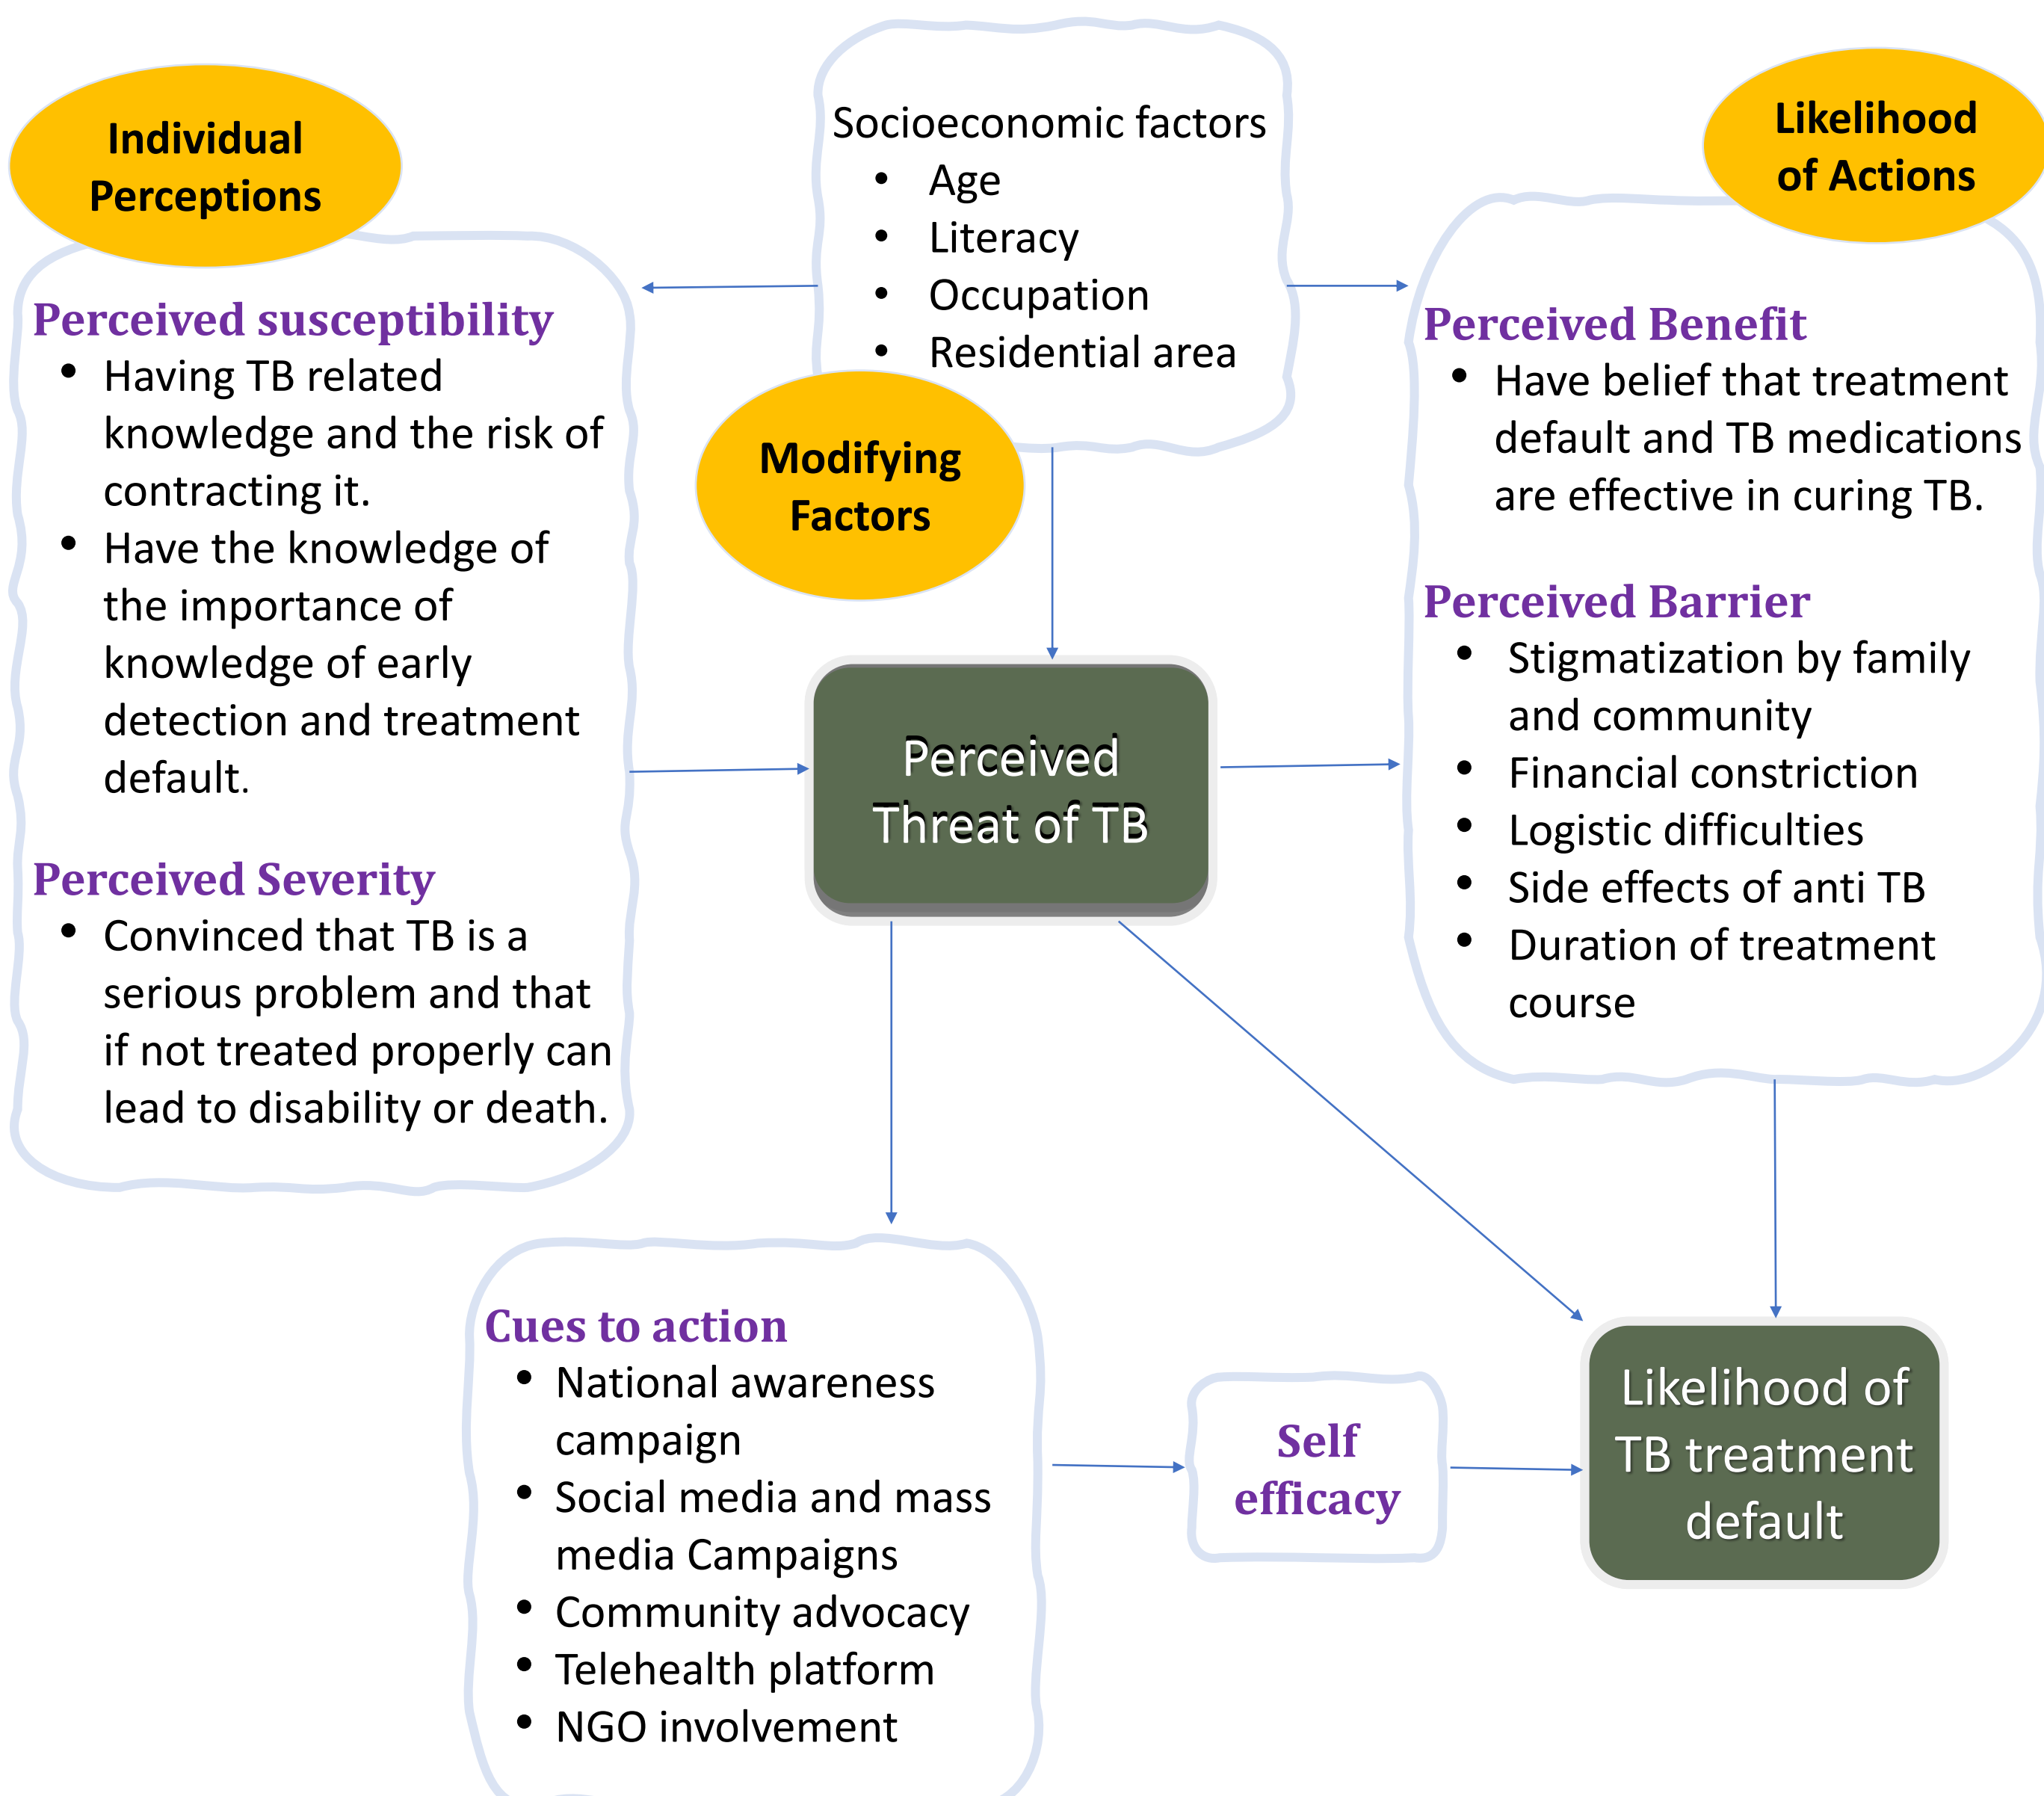 Individual
Perceptions
Perceived susceptibility
• Having TB related
knowledge and the risk of
contracting it.
• Have the knowledge of
the importance of
knowledge of early
detection and treatment
default.
Perceived Severity
• Convinced that TB is a
serious problem and that
if not treated properly can
lead to disability or death.
Socioeconomic factors
• Age
• Literacy
• Occupation
• Residential area
Modifying
Factors
Perceived
Threat of TB
Likelihood
of Actions
Perceived Benefit
• Have belief that treatment
default and TB medications
are effective in curing TB.
Perceived Barrier
• Stigmatization by family
and community
• Financial constriction
• Logistic difficulties
• Side effects of anti TB
• Duration of treatment
course
Cues to action
• National awareness
campaign
• Social media and mass
media Campaigns
• Community advocacy
• Telehealth platform
• NGO involvement
Self
efficacy
Likelihood of
TB treatment
default